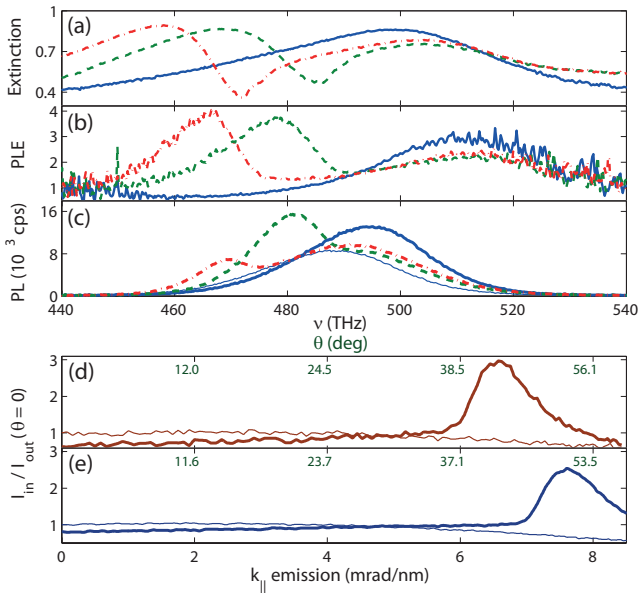 (a)
Extinction
1
0.7
0.4
(b)
PLE
4
3
2
1
(c)
PL (10 ³ cps)
16
8
0
440 460 480 500 520 540
ν (THz)
θ (deg)
(d)
3
2
1
12.0 24.5 38.5 56.1
I_in / I_out (θ = 0)
(e)
3
2
1
11.6 23.7 37.1 53.5
0 2 4 6 8
k_|| emission (mrad/nm)